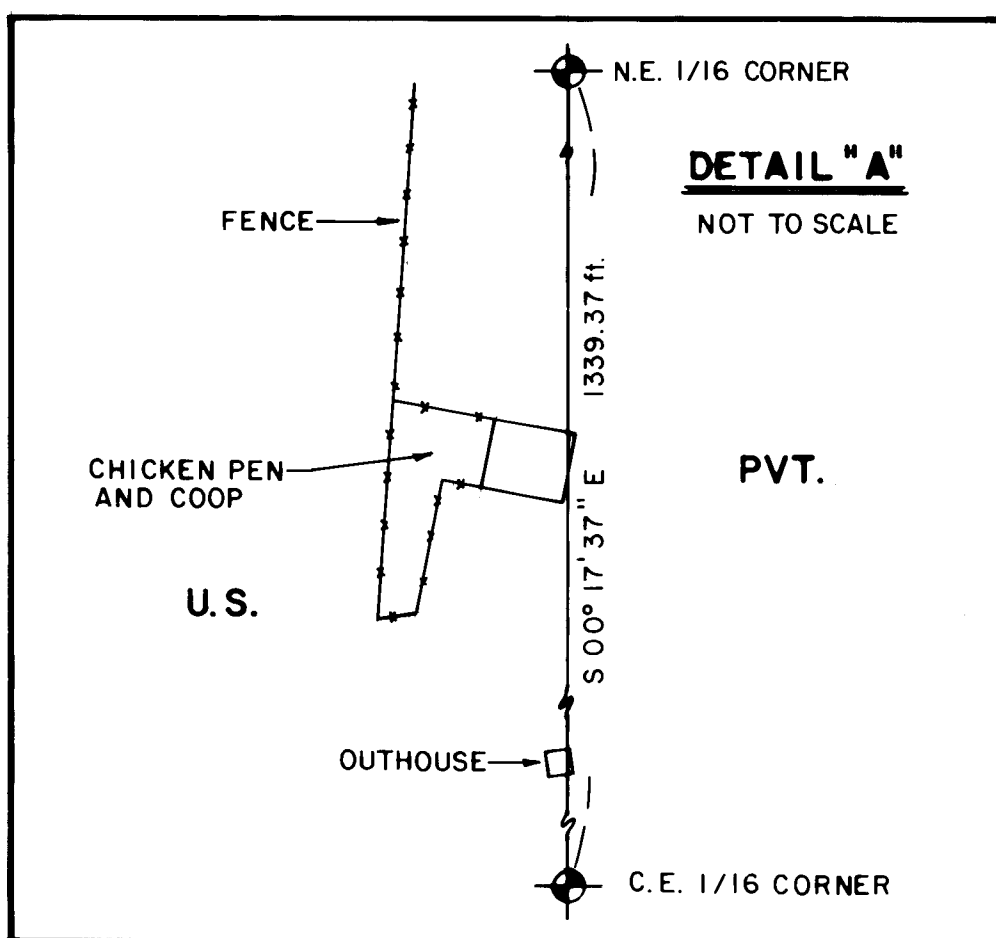 N.E. 1/16 CORNER
DETAIL "A"
NOT TO SCALE
FENCE
1339.37 ft.
S 00° 17' 37" E
CHICKEN PEN
AND COOP
PVT.
U.S.
OUTHOUSE
C.E. 1/16 CORNER